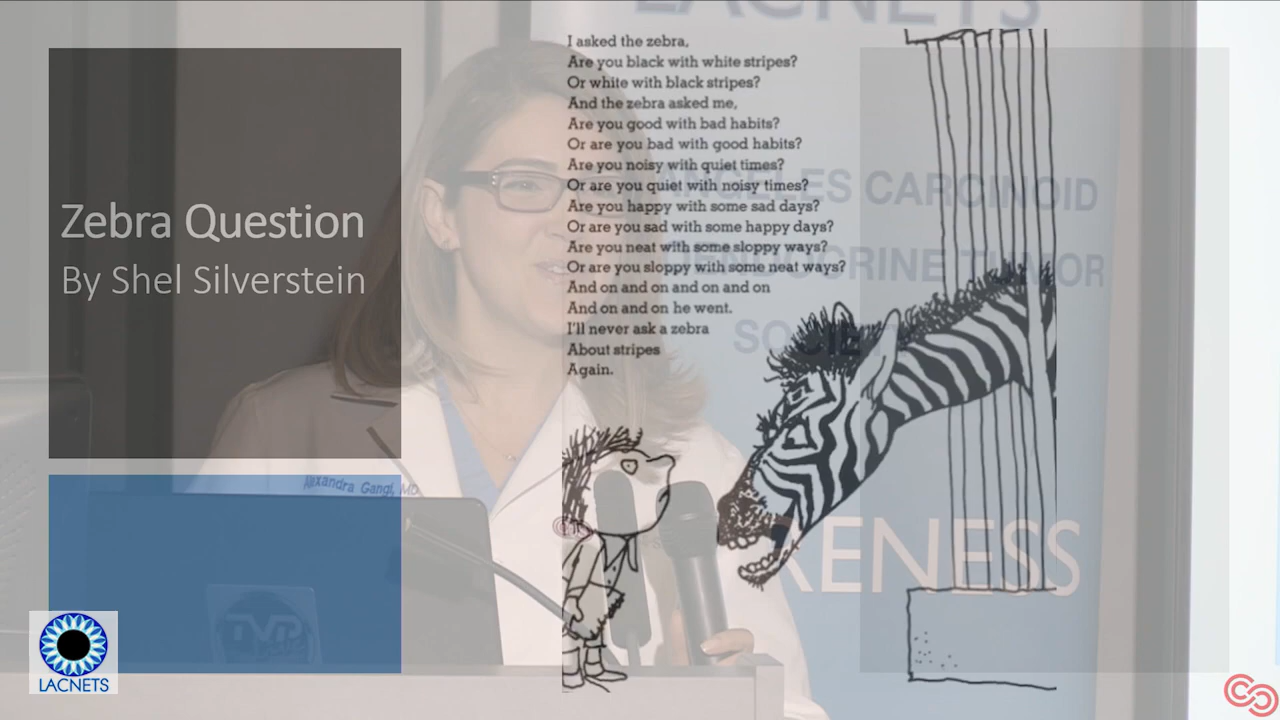 LACNETS
Zebra Question
By Shel Silverstein
I asked the zebra,
Are you black with white stripes?
Or white with black stripes?
And the zebra asked me,
Are you good with bad habits?
Or are you bad with good habits?
Are you noisy with quiet times?
Or are you quiet with noisy times?
Are you happy with some sad days?
Or are you sad with some happy days?
Are you neat with some sloppy ways?
Or are you sloppy with some neat ways?
And on and on and on and on
And on and on he went.
I'll never ask a zebra
About stripes
Again.
ANGELES CARCINOID
ENDOCRINE TUMOR
SOCIETY
RENESS
Alexandra Gangi, MD
LACNETS